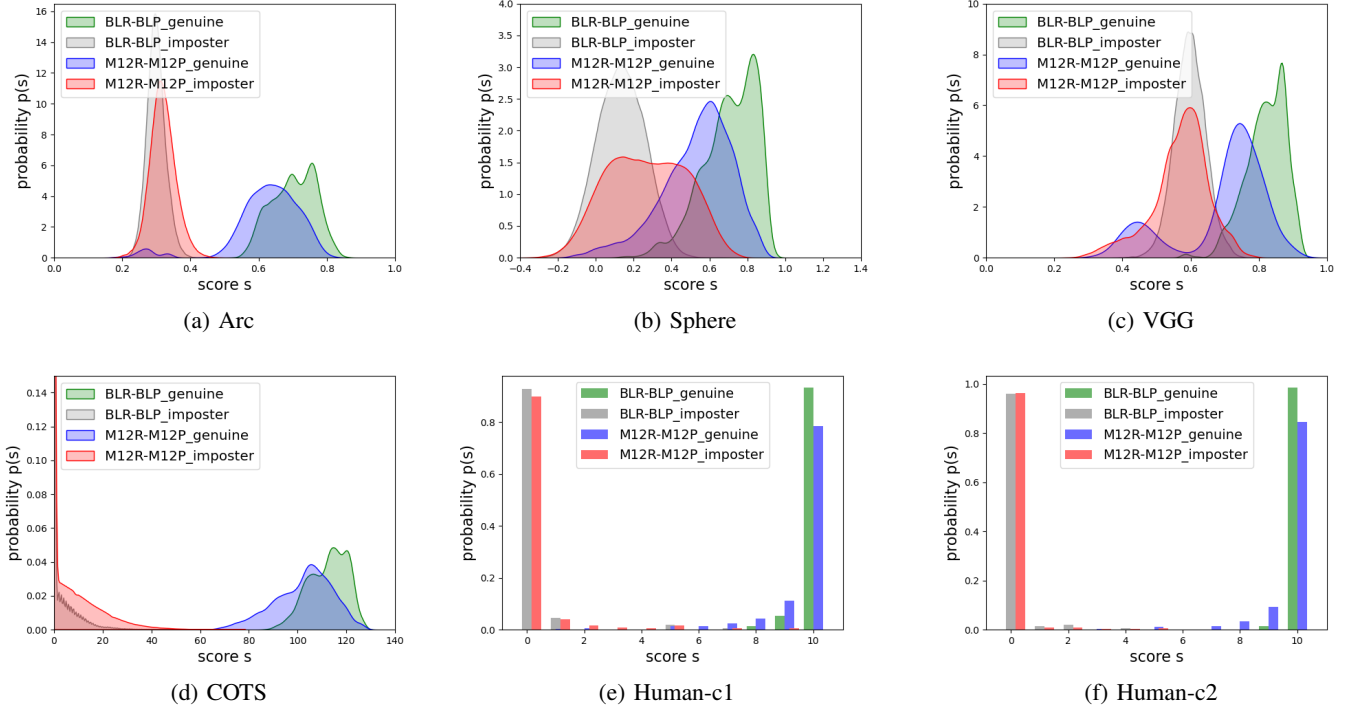 BLR-BLP_genuine
BLR-BLP_imposter
M12R-M12P_genuine
M12R-M12P_imposter
probability p(s)
0 2 4 6 8 10 12 14 16
0.0 0.2 0.4 0.6 0.8 1.0
score s
(a) Arc
BLR-BLP_genuine
BLR-BLP_imposter
M12R-M12P_genuine
M12R-M12P_imposter
probability p(s)
0.0 0.5 1.0 1.5 2.0 2.5 3.0 3.5 4.0
−0.4 −0.2 0.0 0.2 0.4 0.6 0.8 1.0 1.2 1.4
score s
(b) Sphere
BLR-BLP_genuine
BLR-BLP_imposter
M12R-M12P_genuine
M12R-M12P_imposter
probability p(s)
0 2 4 6 8 10
0.0 0.2 0.4 0.6 0.8 1.0
score s
(c) VGG
BLR-BLP_genuine
BLR-BLP_imposter
M12R-M12P_genuine
M12R-M12P_imposter
probability p(s)
0.00 0.02 0.04 0.06 0.08 0.10 0.12 0.14
0 20 40 60 80 100 120 140
score s
(d) COTS
BLR-BLP_genuine
BLR-BLP_imposter
M12R-M12P_genuine
M12R-M12P_imposter
probability p(s)
0.0 0.2 0.4 0.6 0.8
0 2 4 6 8 10
score s
(e) Human-c1
BLR-BLP_genuine
BLR-BLP_imposter
M12R-M12P_genuine
M12R-M12P_imposter
probability p(s)
0.0 0.2 0.4 0.6 0.8 1.0
0 2 4 6 8 10
score s
(f) Human-c2